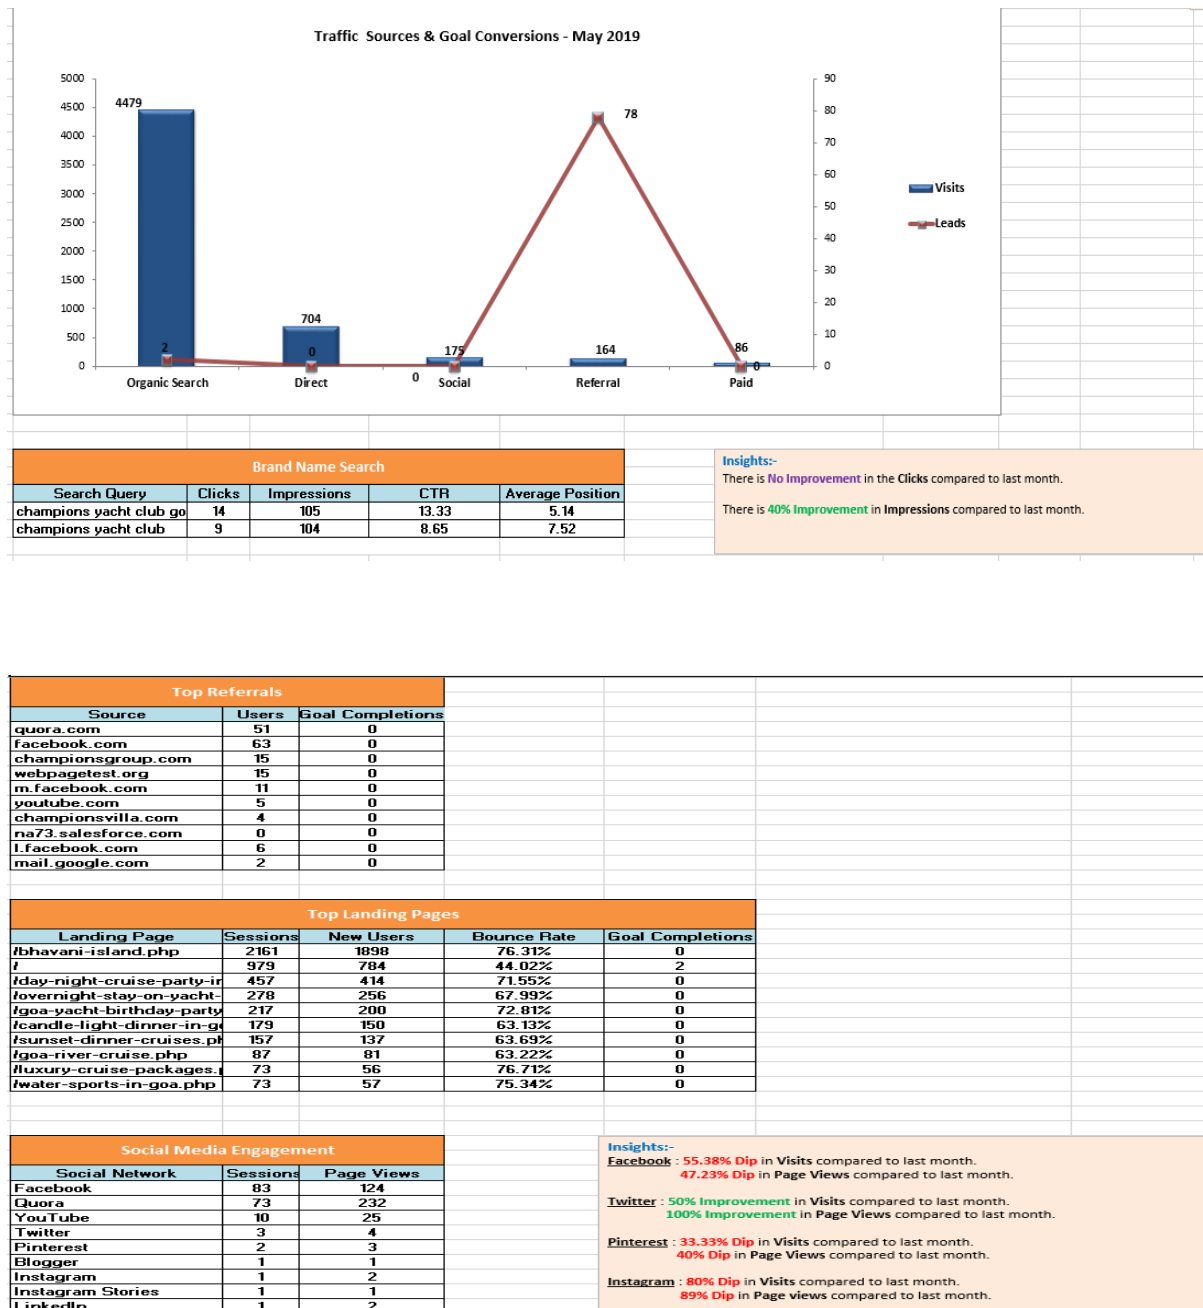 Traffic  Sources & Goal Conversions - May 2019
5000 90
4500 80
4000 70
3500 60
3000 50
2500 40
2000 30
1500 20
1000 10
500 0
0
4479
704
175
164
86
2
0
0
78
0
Organic Search Direct Social Referral Paid
Visits
Leads
Brand Name Search
Search Query Clicks Impressions CTR Average Position
champions yacht club go 14 105 13.33 5.14
champions yacht club 9 104 8.65 7.52
Insights:-
There is No Improvement in the Clicks compared to last month.
There is 40% Improvement in Impressions compared to last month.
Top Referrals
Source Users Goal Completions
quora.com 51 0
facebook.com 63 0
championsgroup.com 15 0
webpagetest.org 15 0
m.facebook.com 11 0
youtube.com 5 0
championsvilla.com 4 0
na73.salesforce.com 0 0
l.facebook.com 6 0
mail.google.com 2 0
Top Landing Pages
Landing Page Sessions New Users Bounce Rate Goal Completions
/bhavani-island.php 2161 1898 76.31% 0
/ 979 784 44.02% 2
/day-night-cruise-party-ir 457 414 71.55% 0
/overnight-stay-on-yacht- 278 256 67.99% 0
/goa-yacht-birthday-party 217 200 72.81% 0
/candle-light-dinner-in-g 179 150 63.13% 0
/sunset-dinner-cruises.p 157 137 63.69% 0
/goa-river-cruise.php 87 81 63.22% 0
/luxury-cruise-packages. 73 56 76.71% 0
/water-sports-in-goa.php 73 57 75.34% 0
Social Media Engagement
Social Network Sessions Page Views
Facebook 83 124
Quora 73 232
YouTube 10 25
Twitter 3 4
Pinterest 2 3
Blogger 1 1
Instagram 1 2
Instagram Stories 1 1
LinkedIn 1 2
Insights:-
Facebook : 55.38% Dip in Visits compared to last month.
47.23% Dip in Page Views compared to last month.
Twitter : 50% Improvement in Visits compared to last month.
100% Improvement in Page Views compared to last month.
Pinterest : 33.33% Dip in Visits compared to last month.
40% Dip in Page Views compared to last month.
Instagram : 80% Dip in Visits compared to last month.
89% Dip in Page views compared to last month.